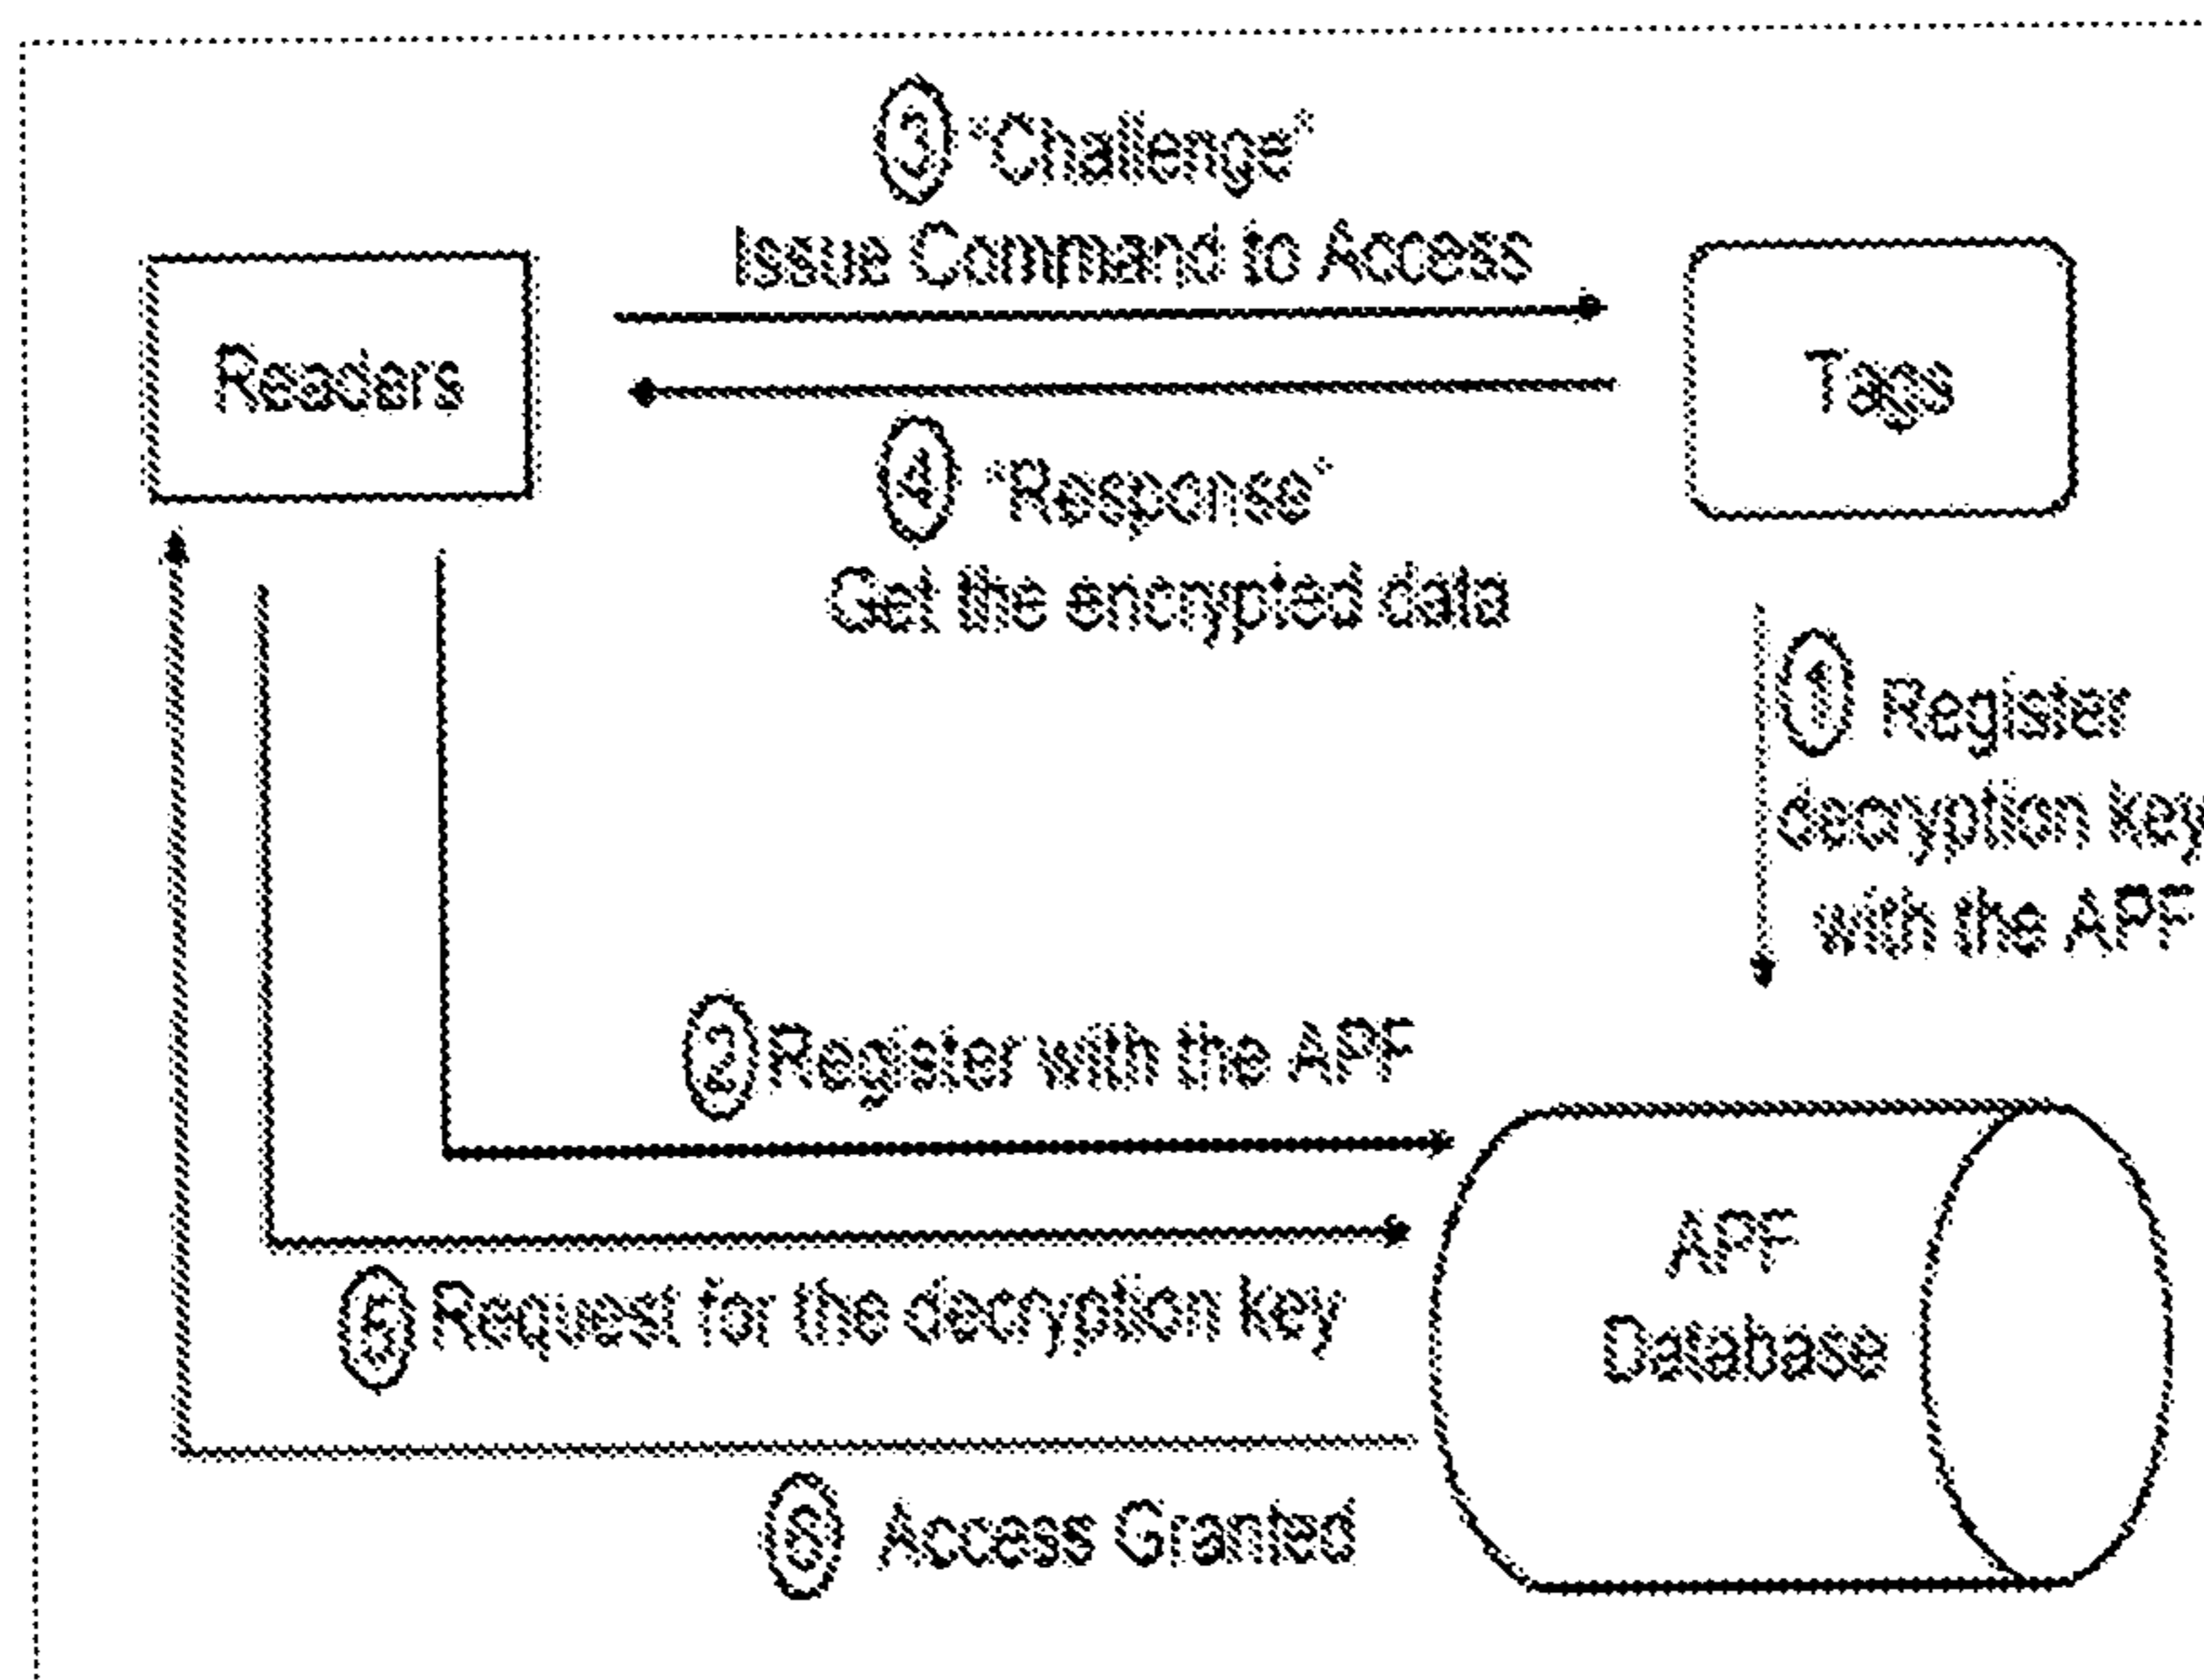 ③ "Challenge"
Issue Command to Access
Readers
Tags
④ "Response"
Get the encrypted data
① Register
decryption key
with the APF
② Register with the APF
⑤ Request for the decryption key
APF
Database
⑥ Access Granted